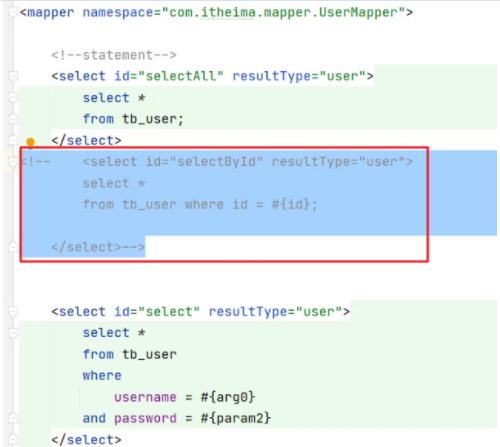 <mapper namespace="com.itheima.mapper.UserMapper">
<!--statement-->
<select id="selectAll" resultType="user">
select *
from tb_user;
</select>
<!-- <select id="selectById" resultType="user">
select *
from tb_user where id = #{id};
</select>-->
<select id="select" resultType="user">
select *
from tb_user
where
username = #{arg0}
and password = #{param2}
</select>